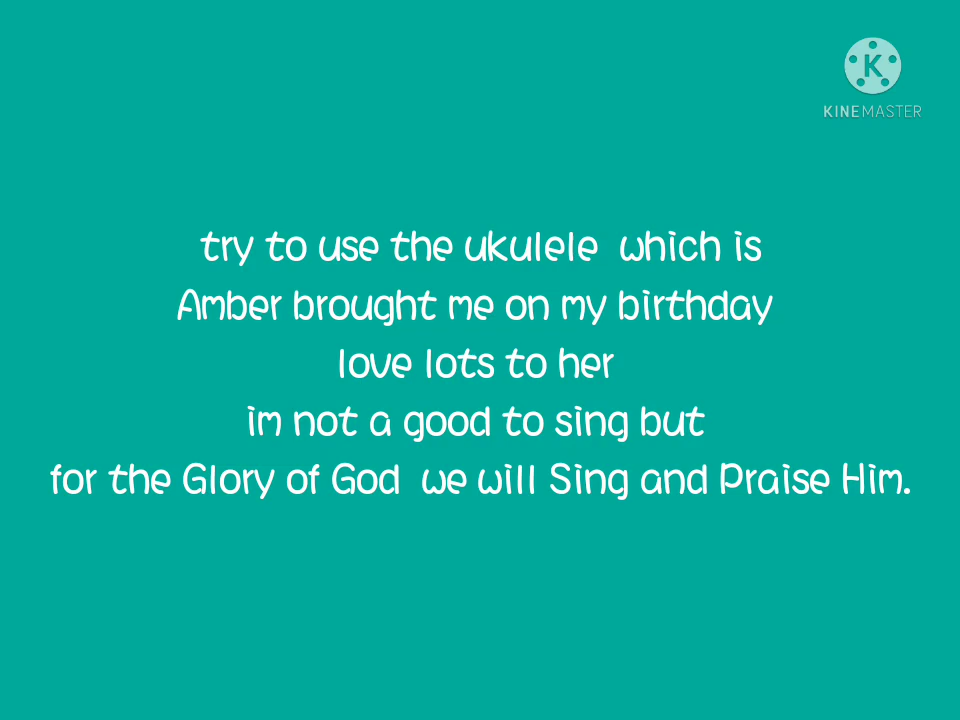 K
KINEMASTER
try to use the ukulele which is
Amber brought me on my birthday
love lots to her
im not a good to sing but
for the Glory of God we will Sing and Praise Him.